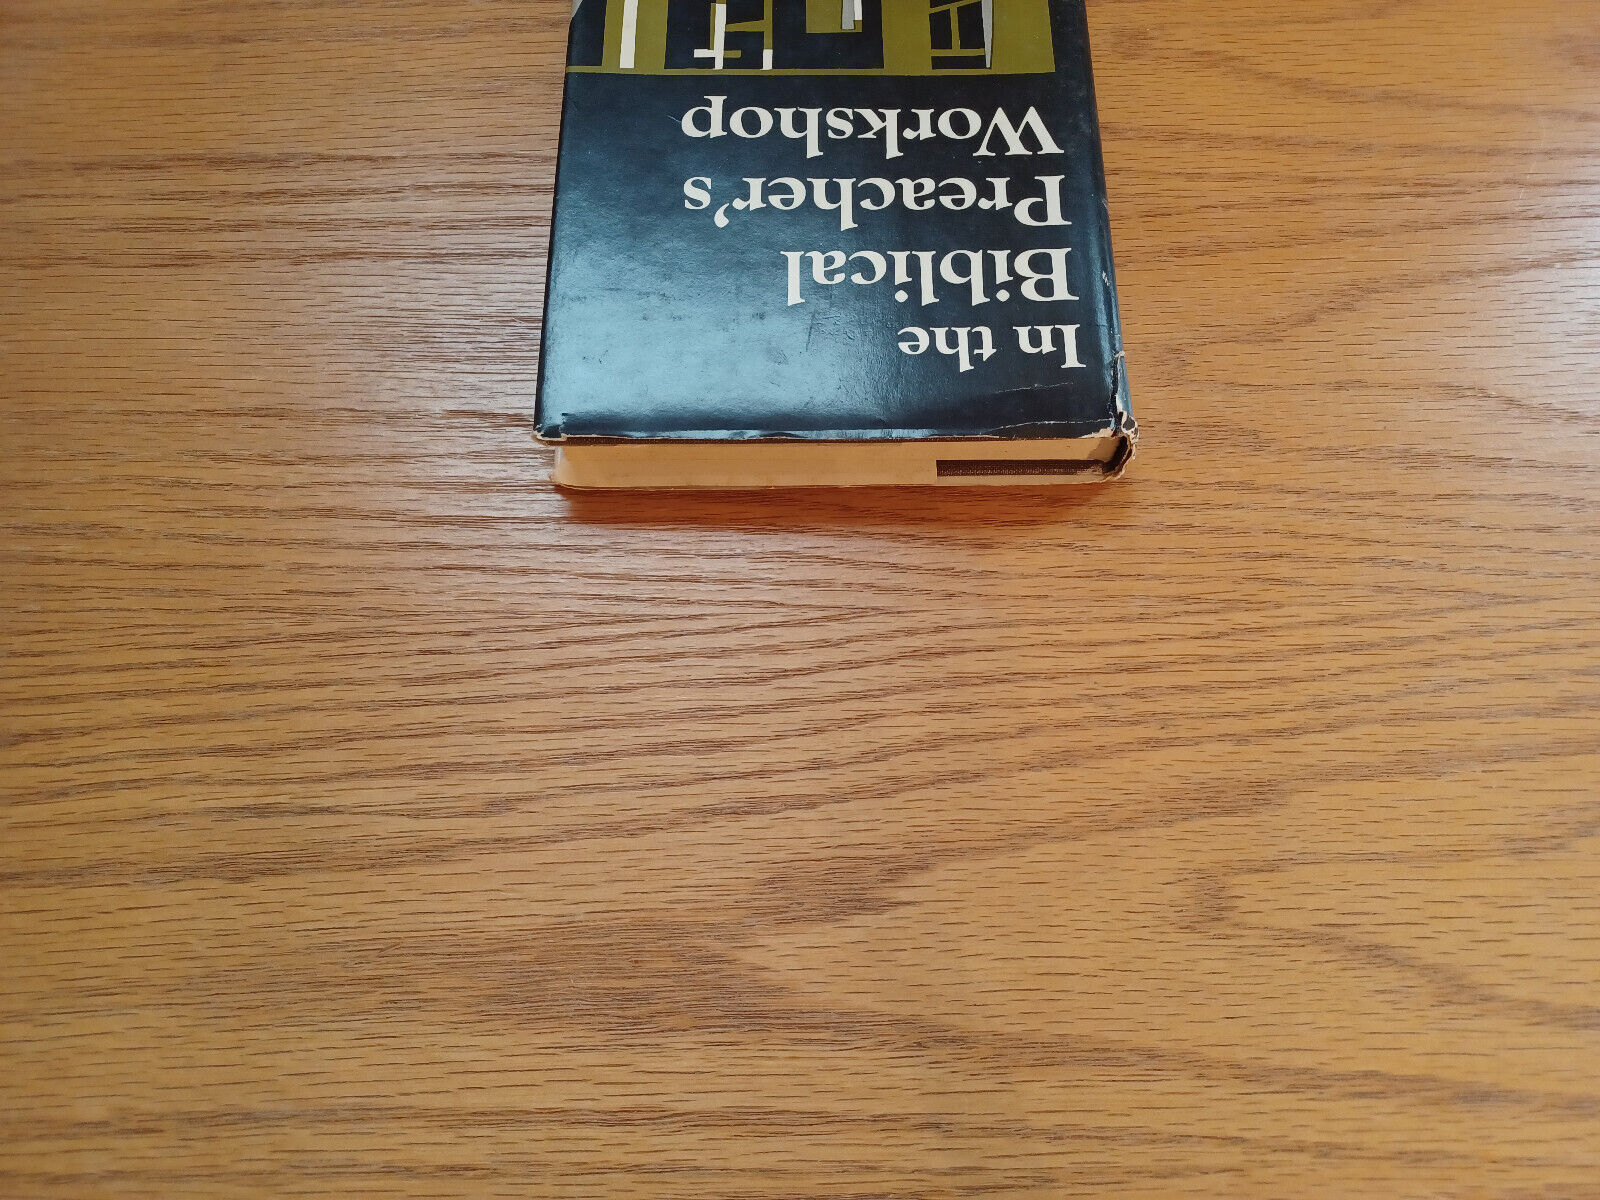 In the
Biblical
Preacher's
Workshop